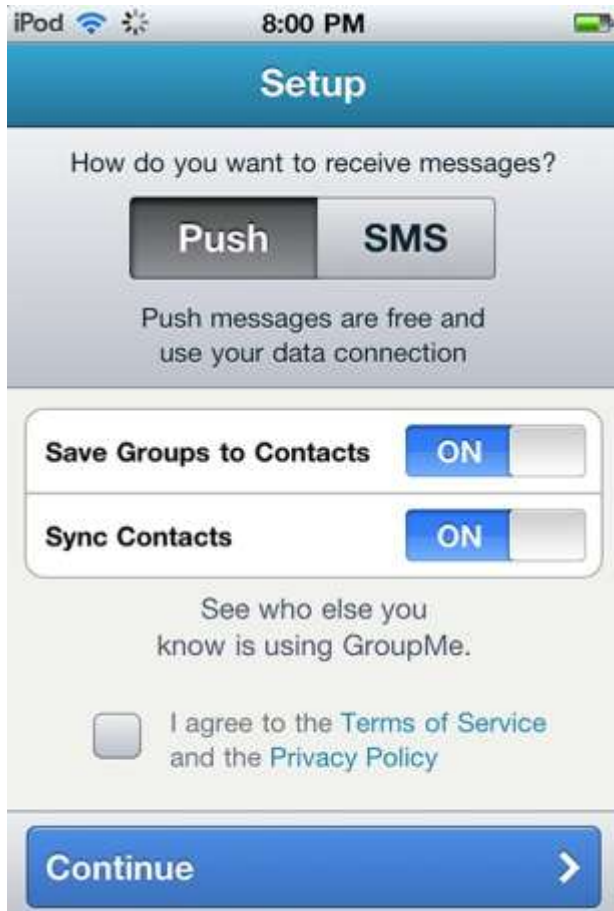 iPod 8:00 PM
Setup
How do you want to receive messages?
Push SMS
Push messages are free and
use your data connection
Save Groups to Contacts ON
Sync Contacts ON
See who else you
know is using GroupMe.
I agree to the Terms of Service
and the Privacy Policy
Continue